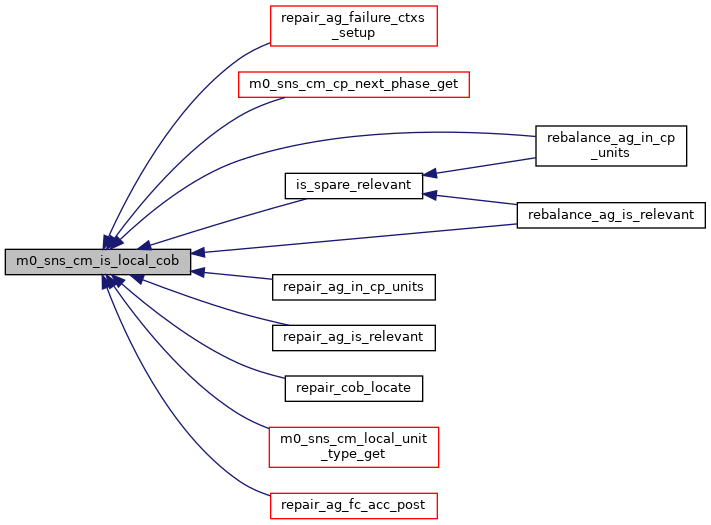 repair_ag_failure_ctxs
_setup
m0_sns_cm_cp_next_phase_get
rebalance_ag_in_cp
_units
is_spare_relevant
rebalance_ag_is_relevant
m0_sns_cm_is_local_cob
repair_ag_in_cp_units
repair_ag_is_relevant
repair_cob_locate
m0_sns_cm_local_unit
_type_get
repair_ag_fc_acc_post